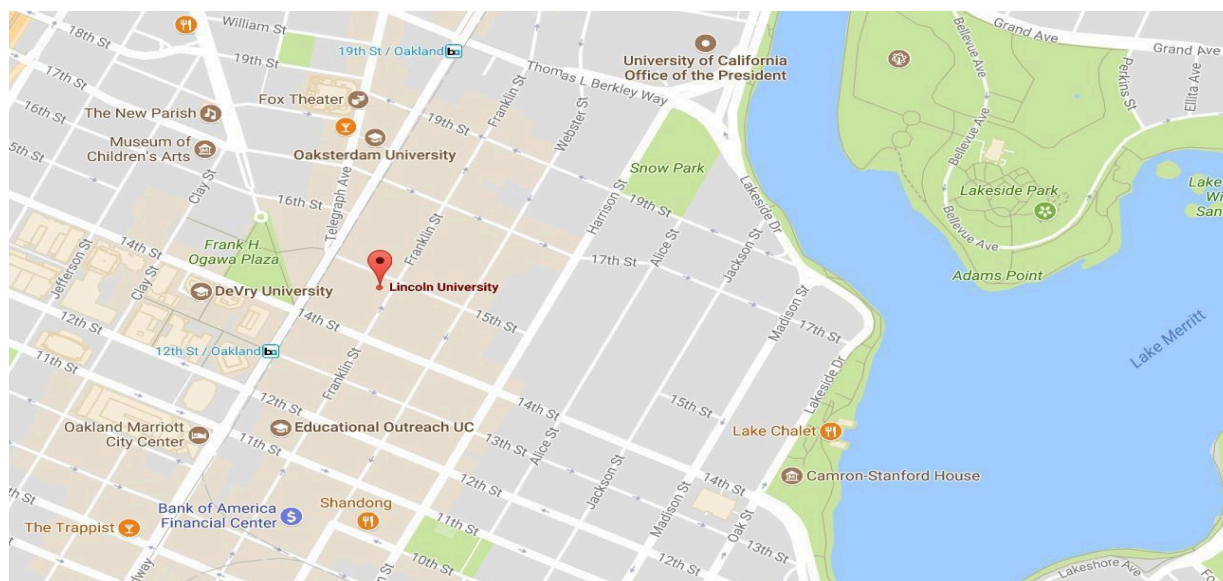 18th St
William St
Grand Ave
Grand Ave
17th St
19th St
19th St / Oakland
University of California
Office of the President
Bellevue Ave
Perkins St
Ellita Ave
Thomas L Berkley Way
Franklin St
Fox Theater
The New Parish
16th St
19th St
Webster St
Museum of
Children's Arts
Oaksterdam University
Bellevue Ave
Snow Park
Lakeside Park
Clay St
16th St
Telegraph Ave
Harrison St
19th St
Lakeside Dr
Bellevue Ave
14th St
Frank H.
Ogawa Plaza
Franklin St
Alice St
Jackson St
17th St
Adams Point
Jefferson St
Clay St
DeVry University
Lincoln University
Madison St
12th St
14th St
15th St
17th St
Lake Merritt
11th St
12th St / Oakland
Franklin St
Lakeside Dr
12th St
14th St
15th St
Oakland Marriott
City Center
Educational Outreach UC
Lake Chalet
11th St
13th St
Alice St
Camron-Stanford House
Jackson St
12th St
14th St
Bank of America
Financial Center
Shandong
Madison St
Oak St
The Trappist
11th St
10th St
12th St
13th St
Lakeshore Ave